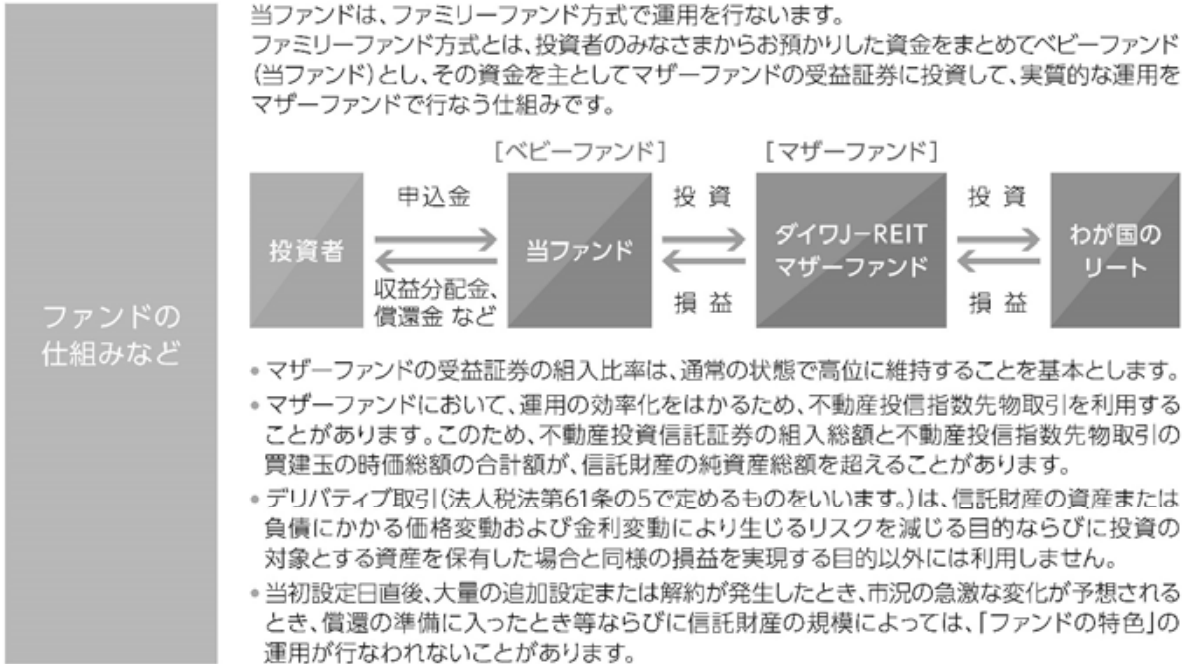 当ファンドは、ファミリーファンド方式で運用を行ないます。
ファミリーファンド方式とは、投資者のみなさまからお預かりした資金をまとめてベビーファンド
（当ファンド）とし、その資金を主としてマザーファンドの受益証券に投資して、実質的な運用を
マザーファンドで行なう仕組みです。
［ベビーファンド］
［マザーファンド］
投資者
申込金
収益分配金、
償還金 など
当ファンド
投 資
損 益
ダイワJ－REIT
マザーファンド
投 資
損 益
わが国の
リート
ファンドの
仕組みなど
• マザーファンドの受益証券の組入比率は、通常の状態で高位に維持することを基本とします。
• マザーファンドにおいて、運用の効率化をはかるため、不動産投信指数先物取引を利用する
ことがあります。このため、不動産投資信託証券の組入総額と不動産投信指数先物取引の
買建玉の時価総額の合計額が、信託財産の純資産総額を超えることがあります。
• デリバティブ取引（法人税法第61条の5で定めるものをいいます。）は、信託財産の資産または
負債にかかる価格変動および金利変動により生じるリスクを減じる目的ならびに投資の
対象とする資産を保有した場合と同様の損益を実現する目的以外には利用しません。
• 当初設定日直後、大量の追加設定または解約が発生したとき、市況の急激な変化が予想される
とき、償還の準備に入ったとき等ならびに信託財産の規模によっては、「ファンドの特色」の
運用が行なわれないことがあります。